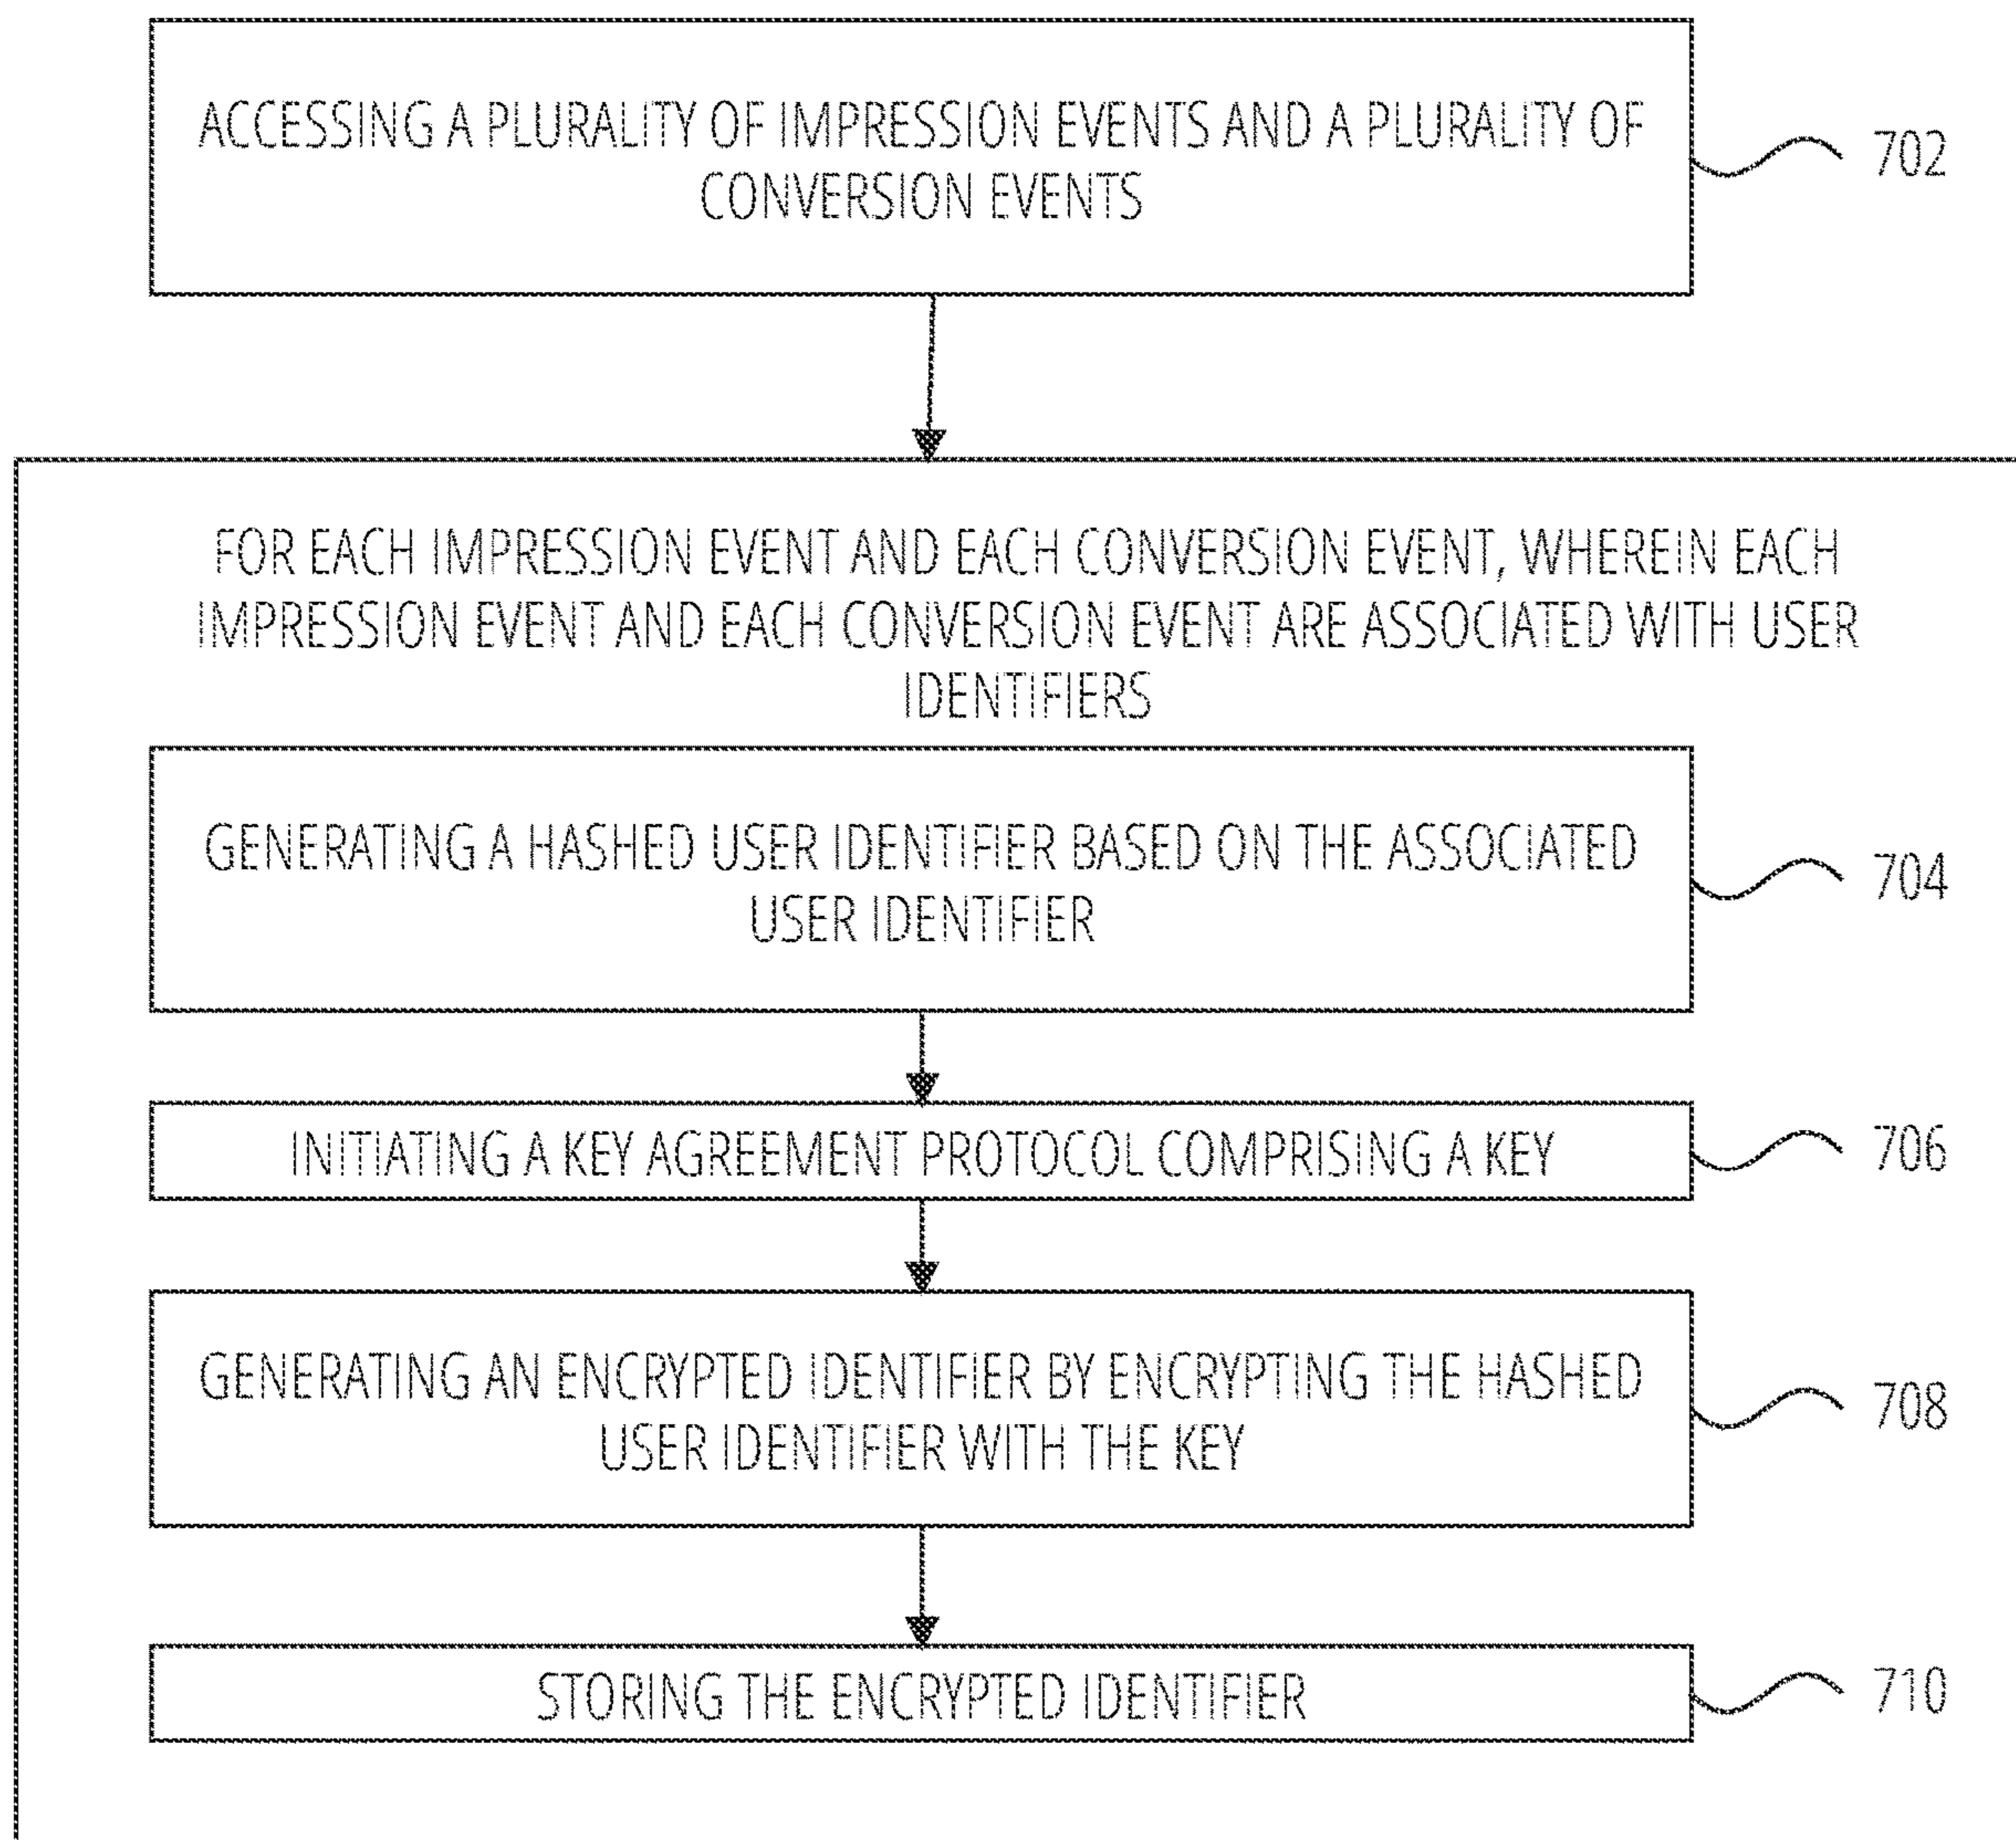 ACCESSING A PLURALITY OF IMPRESSION EVENTS AND A PLURALITY OF
CONVERSION EVENTS
702
FOR EACH IMPRESSION EVENT AND EACH CONVERSION EVENT, WHEREIN EACH
IMPRESSION EVENT AND EACH CONVERSION EVENT ARE ASSOCIATED WITH USER
IDENTIFIERS
GENERATING A HASHED USER IDENTIFIER BASED ON THE ASSOCIATED
USER IDENTIFIER
704
INITIATING A KEY AGREEMENT PROTOCOL COMPRISING A KEY
706
GENERATING AN ENCRYPTED IDENTIFIER BY ENCRYPTING THE HASHED
USER IDENTIFIER WITH THE KEY
708
STORING THE ENCRYPTED IDENTIFIER
710